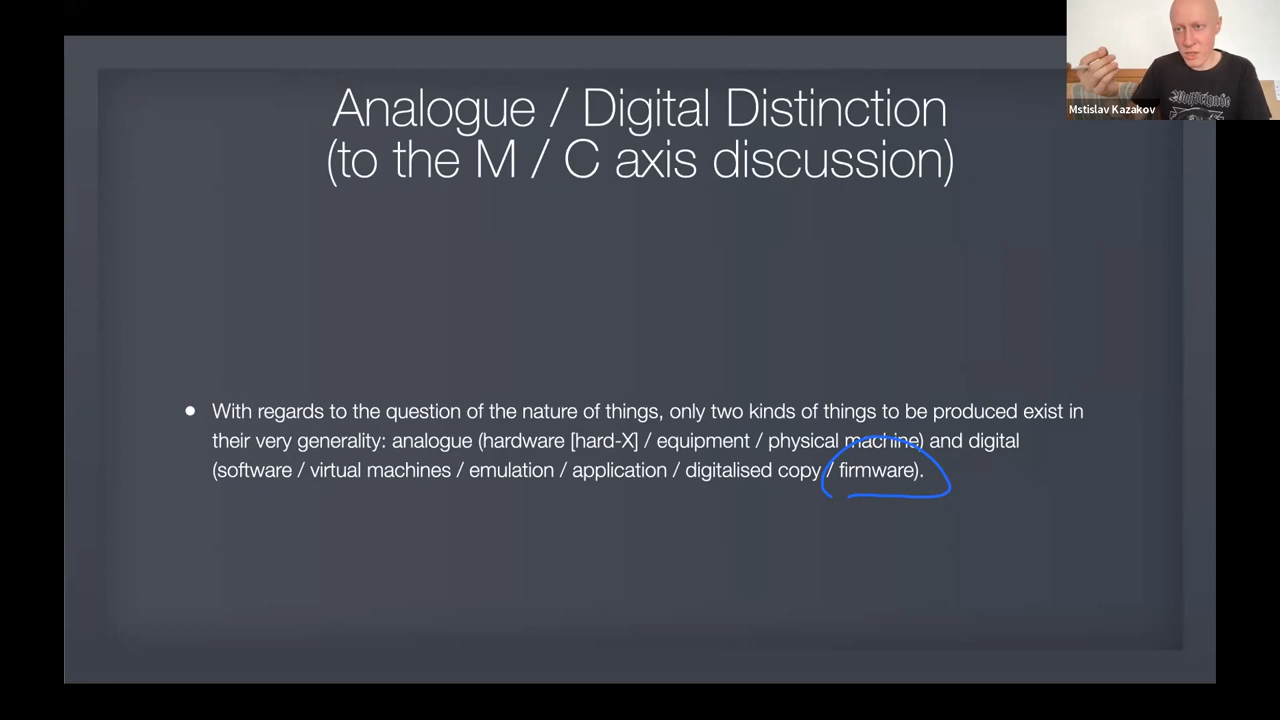 Analogue / Digital Distinction
(to the M / C axis discussion)
Mstislav Kazakov
Wolfbrigade
With regards to the question of the nature of things, only two kinds of things to be produced exist in
their very generality: analogue (hardware [hard-X] / equipment / physical machine) and digital
(software / virtual machines / emulation / application / digitalised copy / firmware).